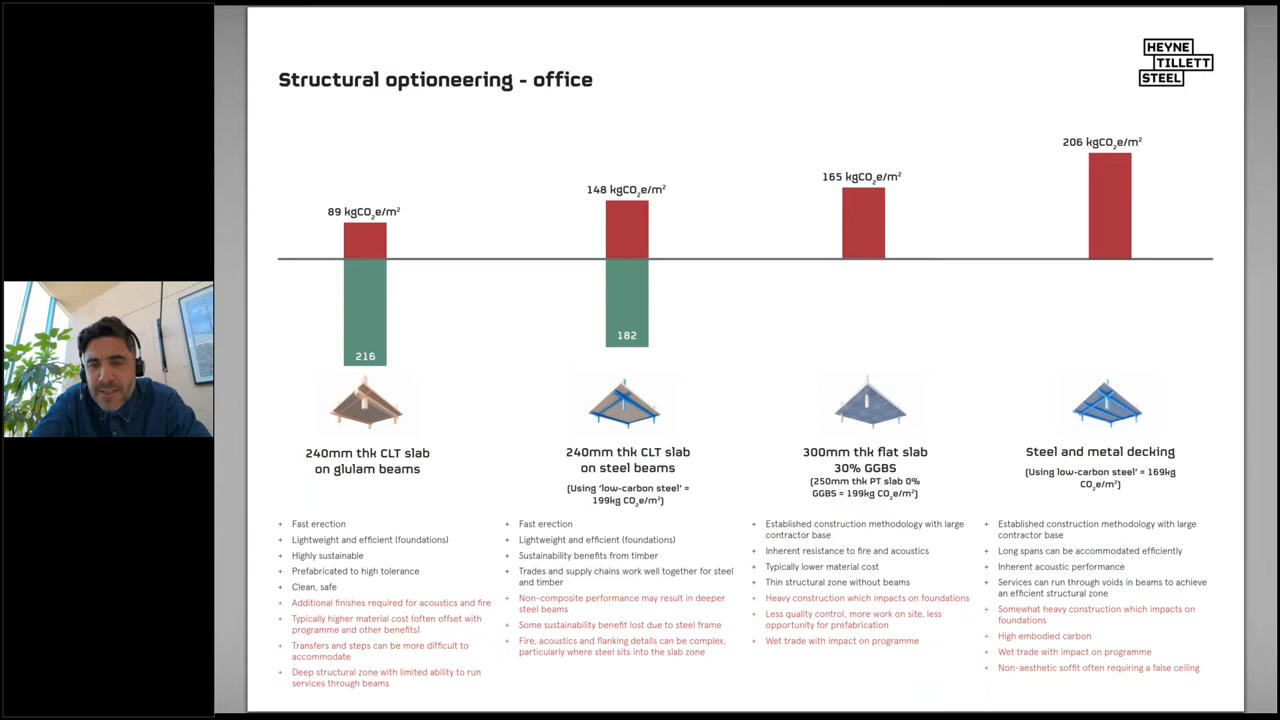 HEYNE
TILLETT
STEEL
Structural optioneering - office
89 kgCO₂e/m²
148 kgCO₂e/m²
165 kgCO₂e/m²
206 kgCO₂e/m²
216
182
240mm thk CLT slab
on glulam beams
+ Fast erection
+ Lightweight and efficient (foundations)
+ Highly sustainable
+ Prefabricated to high tolerance
+ Clean, safe
+ Additional finishes required for acoustics and fire
+ Typically higher material cost (often offset with
programme and other benefits)
+ Transfers and steps can be more difficult to
accommodate
+ Deep structural zone with limited ability to run
services through beams
240mm thk CLT slab
on steel beams
(Using 'low-carbon steel' =
199kg CO₂e/m²)
+ Fast erection
+ Lightweight and efficient (foundations)
+ Sustainability benefits from timber
+ Trades and supply chains work well together for steel
and timber
+ Non-composite performance may result in deeper
steel beams
+ Some sustainability benefit lost due to steel frame
+ Fire, acoustics and flanking details can be complex,
particularly where steel sits into the slab zone
300mm thk flat slab
30% GGBS
(250mm thk PT slab 0%
GGBS = 199kg CO₂e/m²)
+ Established construction methodology with large
contractor base
+ Inherent resistance to fire and acoustics
+ Typically lower material cost
+ Thin structural zone without beams
+ Heavy construction which impacts on foundations
+ Less quality control, more work on site, less
opportunity for prefabrication
+ Wet trade with impact on programme
Steel and metal decking
(Using low-carbon steel' = 169kg
CO₂e/m²)
+ Established construction methodology with large
contractor base
+ Long spans can be accommodated efficiently
+ Inherent acoustic performance
+ Services can run through voids in beams to achieve
an efficient structural zone
+ Somewhat heavy construction which impacts on
foundations
+ High embodied carbon
+ Wet trade with impact on programme
+ Non-aesthetic soffit often requiring a false ceiling